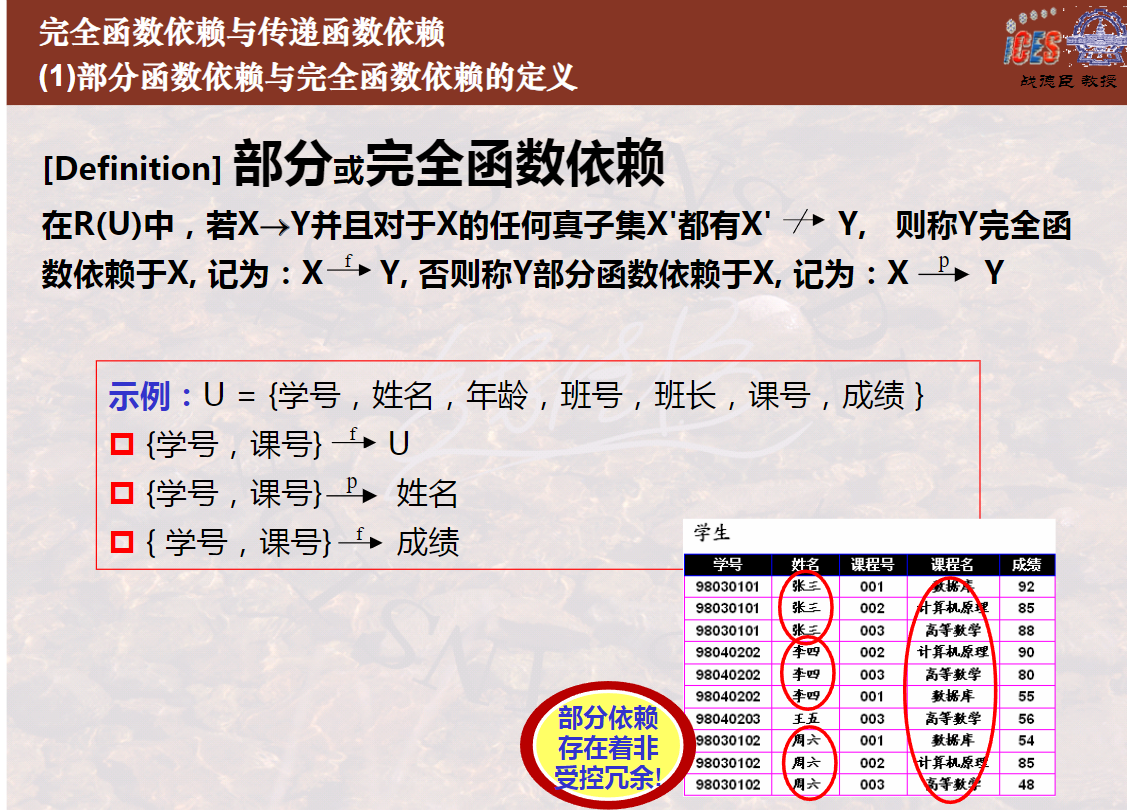 完全函数依赖与传递函数依赖
(1)部分函数依赖与完全函数依赖的定义
iCES
战德臣 教授
[Definition] 部分或完全函数依赖
在R(U)中，若X→Y并且对于X的任何真子集X'都有X' ↛ Y, 则称Y完全函
数依赖于X, 记为：X f→ Y, 否则称Y部分函数依赖于X, 记为：X p→ Y
示例：U = {学号，姓名，年龄，班号，班长，课号，成绩 }
{学号，课号} f→ U
{学号，课号} p→ 姓名
{ 学号，课号} f→ 成绩
学生
学号 姓名 课程号 课程名 成绩
98030101 张三 001 数据库 92
98030101 张三 002 计算机原理 85
98030101 张三 003 高等数学 88
98040202 李四 002 计算机原理 90
98040202 李四 003 高等数学 80
98040202 李四 001 数据库 55
98040203 王五 003 高等数学 56
98030102 周六 001 数据库 54
98030102 周六 002 计算机原理 85
98030102 周六 003 高等数学 48
部分依赖
存在着非
受控冗余!